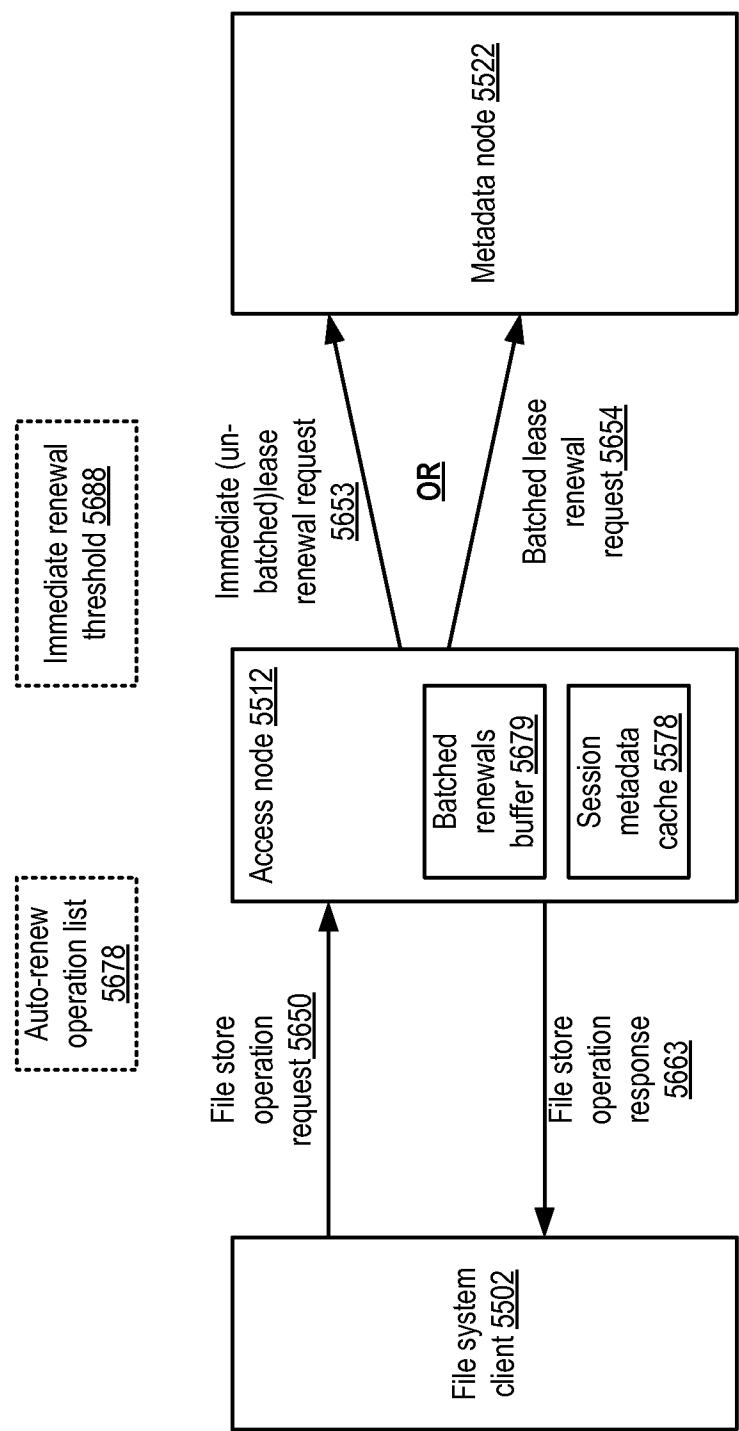 Auto-renew
operation list
5678
Immediate renewal
threshold 5688
File system
client 5502
File store
operation
request 5650
File store
operation
response
5663
Access node 5512
Batched
renewals
buffer 5679
Session
metadata
cache 5578
Immediate (un-
batched)lease
renewal request
5653
OR
Batched lease
renewal
request 5654
Metadata node 5522